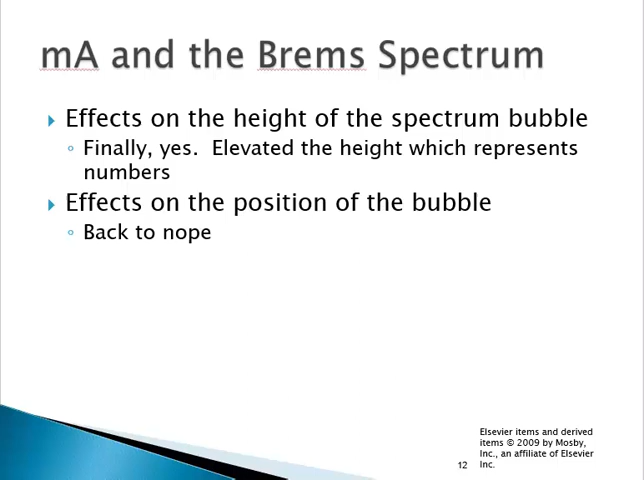 mA and the Brems Spectrum
Effects on the height of the spectrum bubble
Finally, yes.  Elevated the height which represents
numbers
Effects on the position of the bubble
Back to nope
Elsevier items and derived
items © 2009 by Mosby,
Inc., an affiliate of Elsevier
Inc.
12